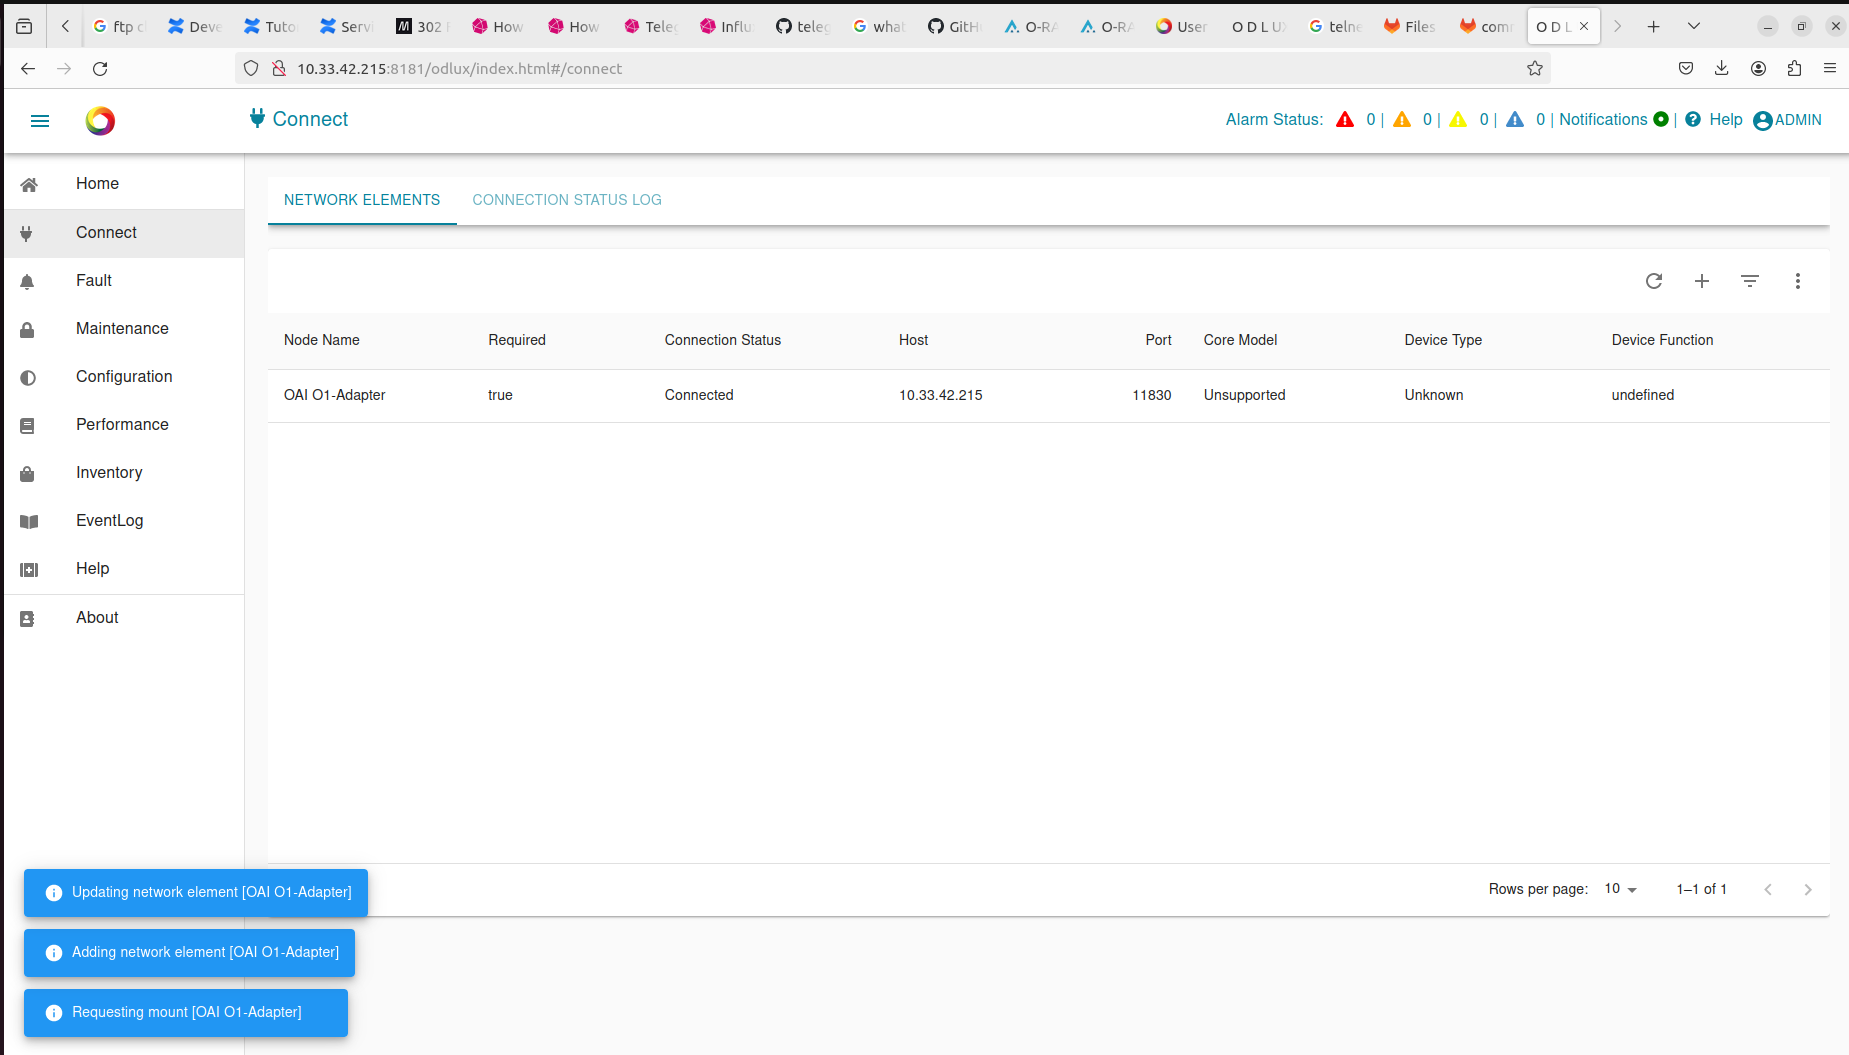 ftp c Deve Tuto Servi 302 How How Tele Influ teleg what GitH O-RA O-RA User O D L U telne Files com O D L
10.33.42.215:8181/odlux/index.html#/connect
Connect
Alarm Status: 0 | 0 | 0 | 0 | Notifications | Help ADMIN
Home
Connect
Fault
Maintenance
Configuration
Performance
Inventory
EventLog
Help
About
NETWORK ELEMENTS CONNECTION STATUS LOG
Node Name Required Connection Status Host Port Core Model Device Type Device Function
OAI O1-Adapter true Connected 10.33.42.215 11830 Unsupported Unknown undefined
Rows per page: 10 1–1 of 1
Updating network element [OAI O1-Adapter]
Adding network element [OAI O1-Adapter]
Requesting mount [OAI O1-Adapter]